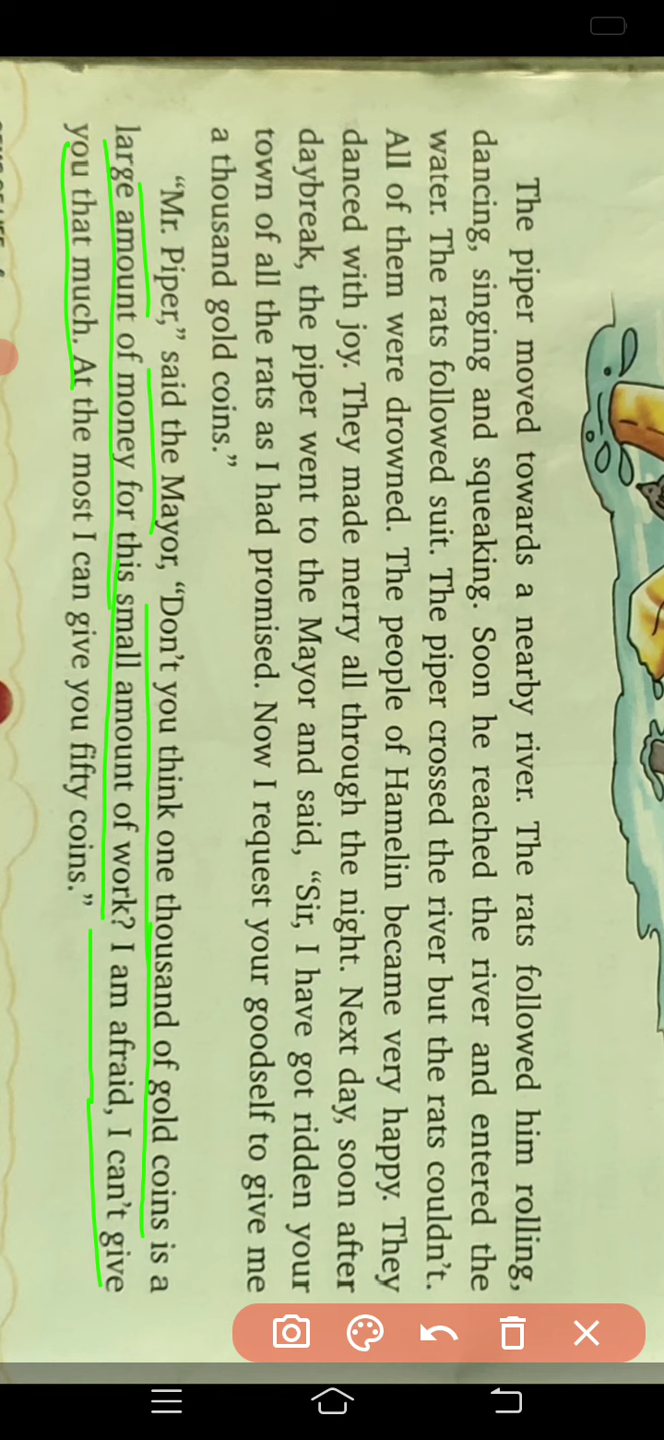 The piper moved towards a nearby river. The rats followed him rolling,
dancing, singing and squeaking. Soon he reached the river and entered the
water. The rats followed suit. The piper crossed the river but the rats couldn't.
All of them were drowned. The people of Hamelin became very happy. They
danced with joy. They made merry all through the night. Next day, soon after
daybreak, the piper went to the Mayor and said, “Sir, I have got ridden your
town of all the rats as I had promised. Now I request your goodself to give me
a thousand gold coins.”
“Mr. Piper,” said the Mayor, “Don't you think one thousand of gold coins is a
large amount of money for this small amount of work? I am afraid, I can't give
you that much. At the most I can give you fifty coins.”